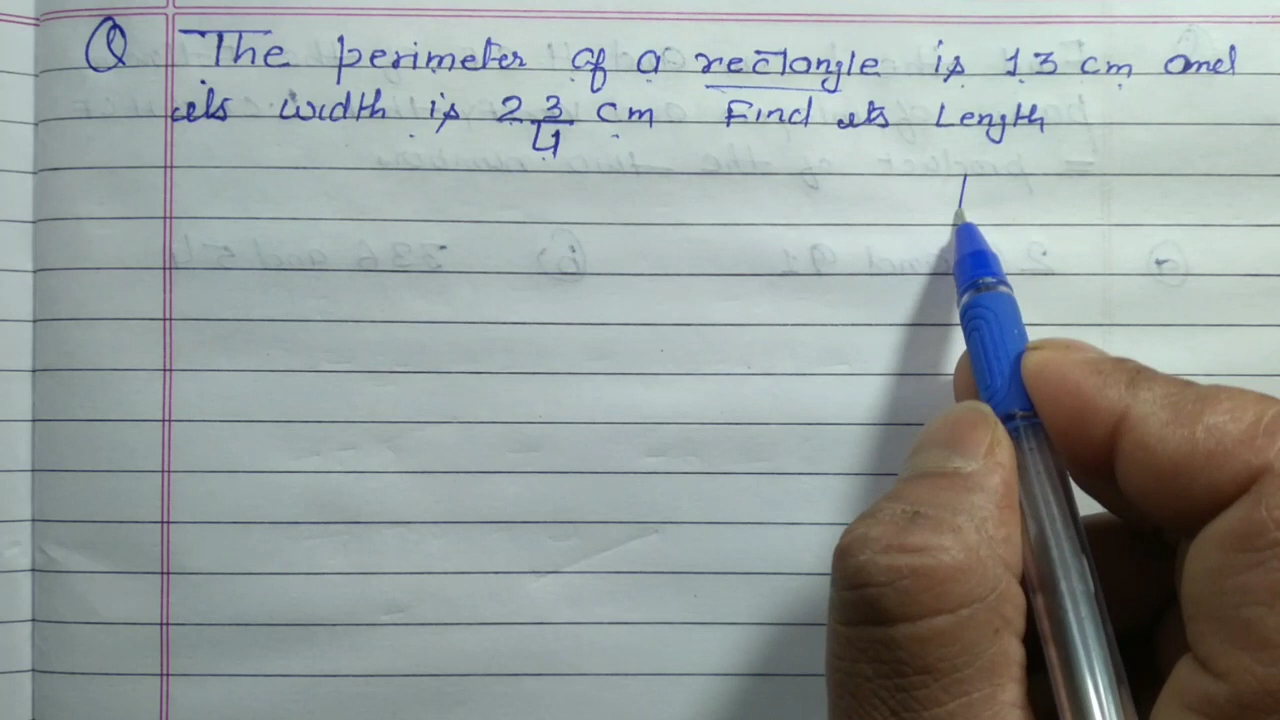 Q The perimeter of a rectangle is 13 cm and
its width is 2 3/4 cm Find its Length